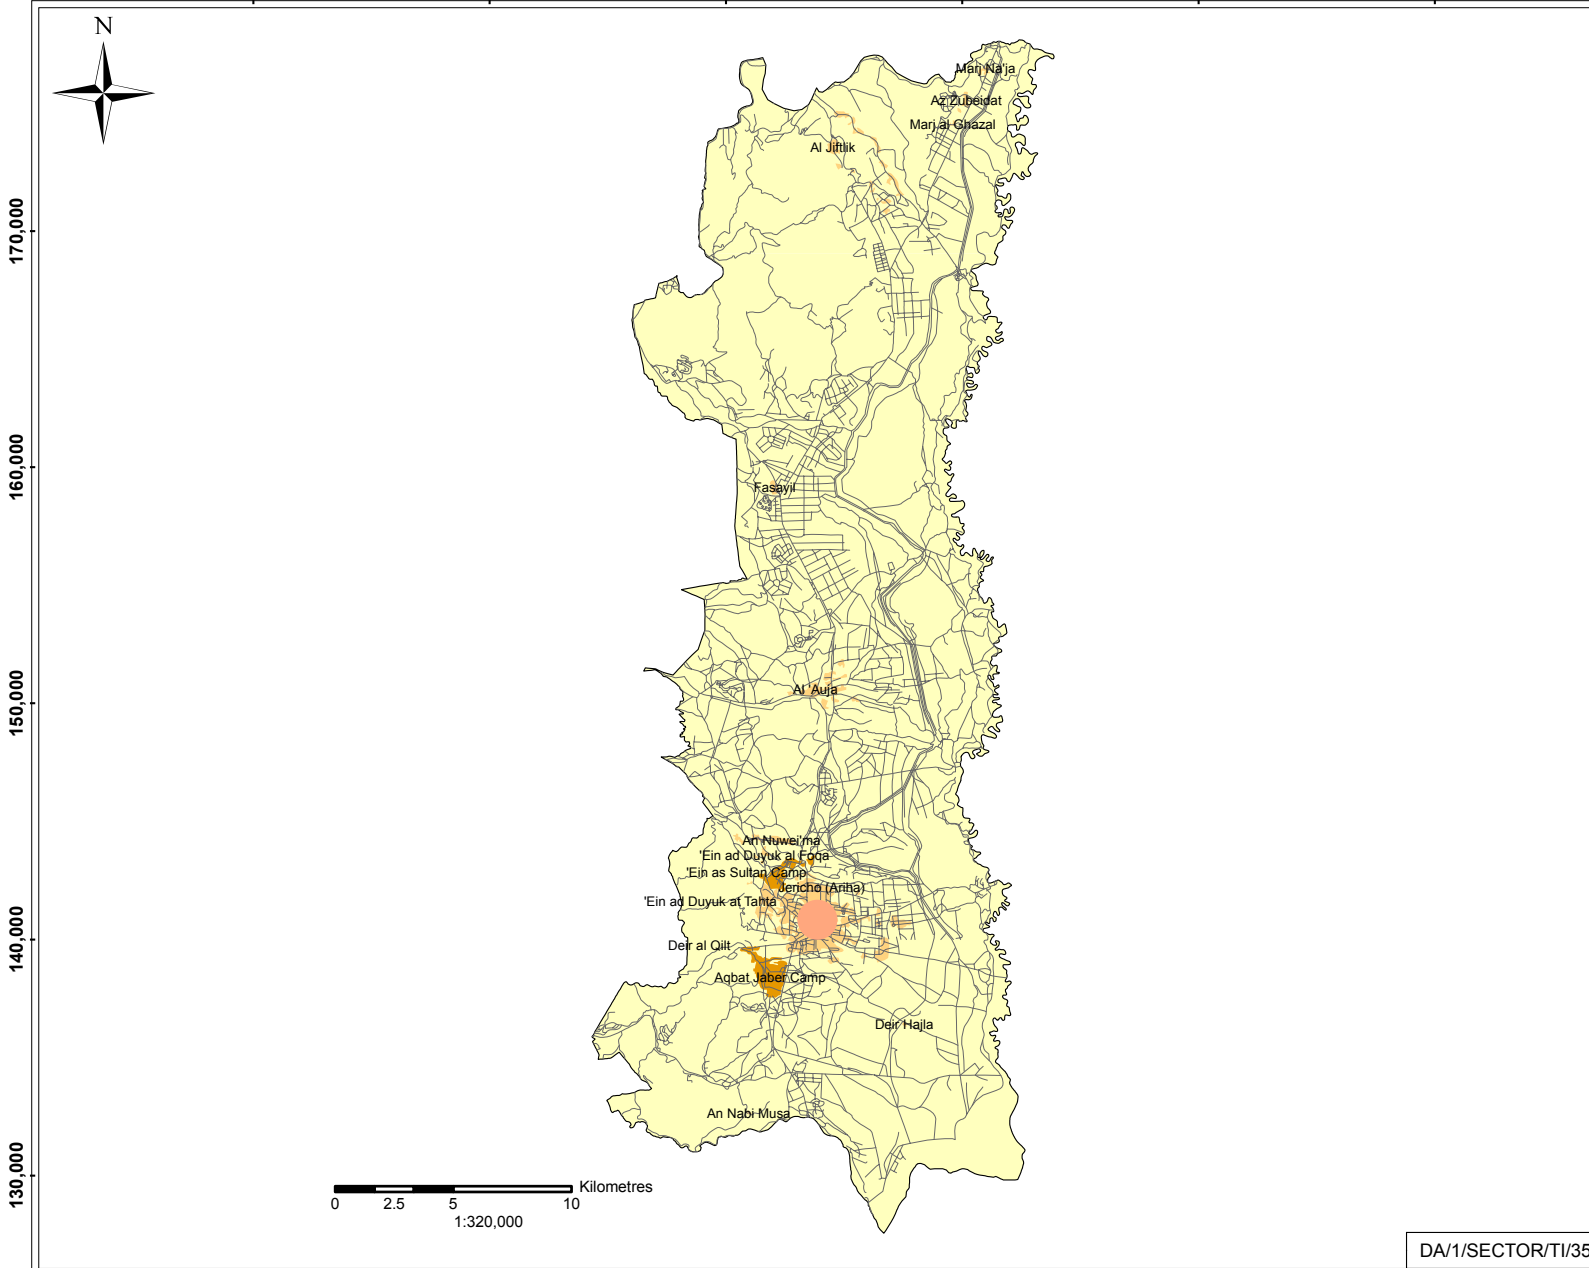 N
Marj Na'ja
Az Zubeidat
Marj al Ghazal
Al Jiftlik
170,000
160,000
Fasayil
150,000
Al 'Auja
An Nuwei'ma
'Ein ad Duyuk al Foqa
'Ein as Sultan Camp
Jericho (Ariha)
'Ein ad Duyuk at Tahta
140,000
Deir al Qilt
Aqbat Jaber Camp
Deir Hajla
An Nabi Musa
130,000
Kilometres
0 2.5 5 10
1:320,000
DA/1/SECTOR/TI/35